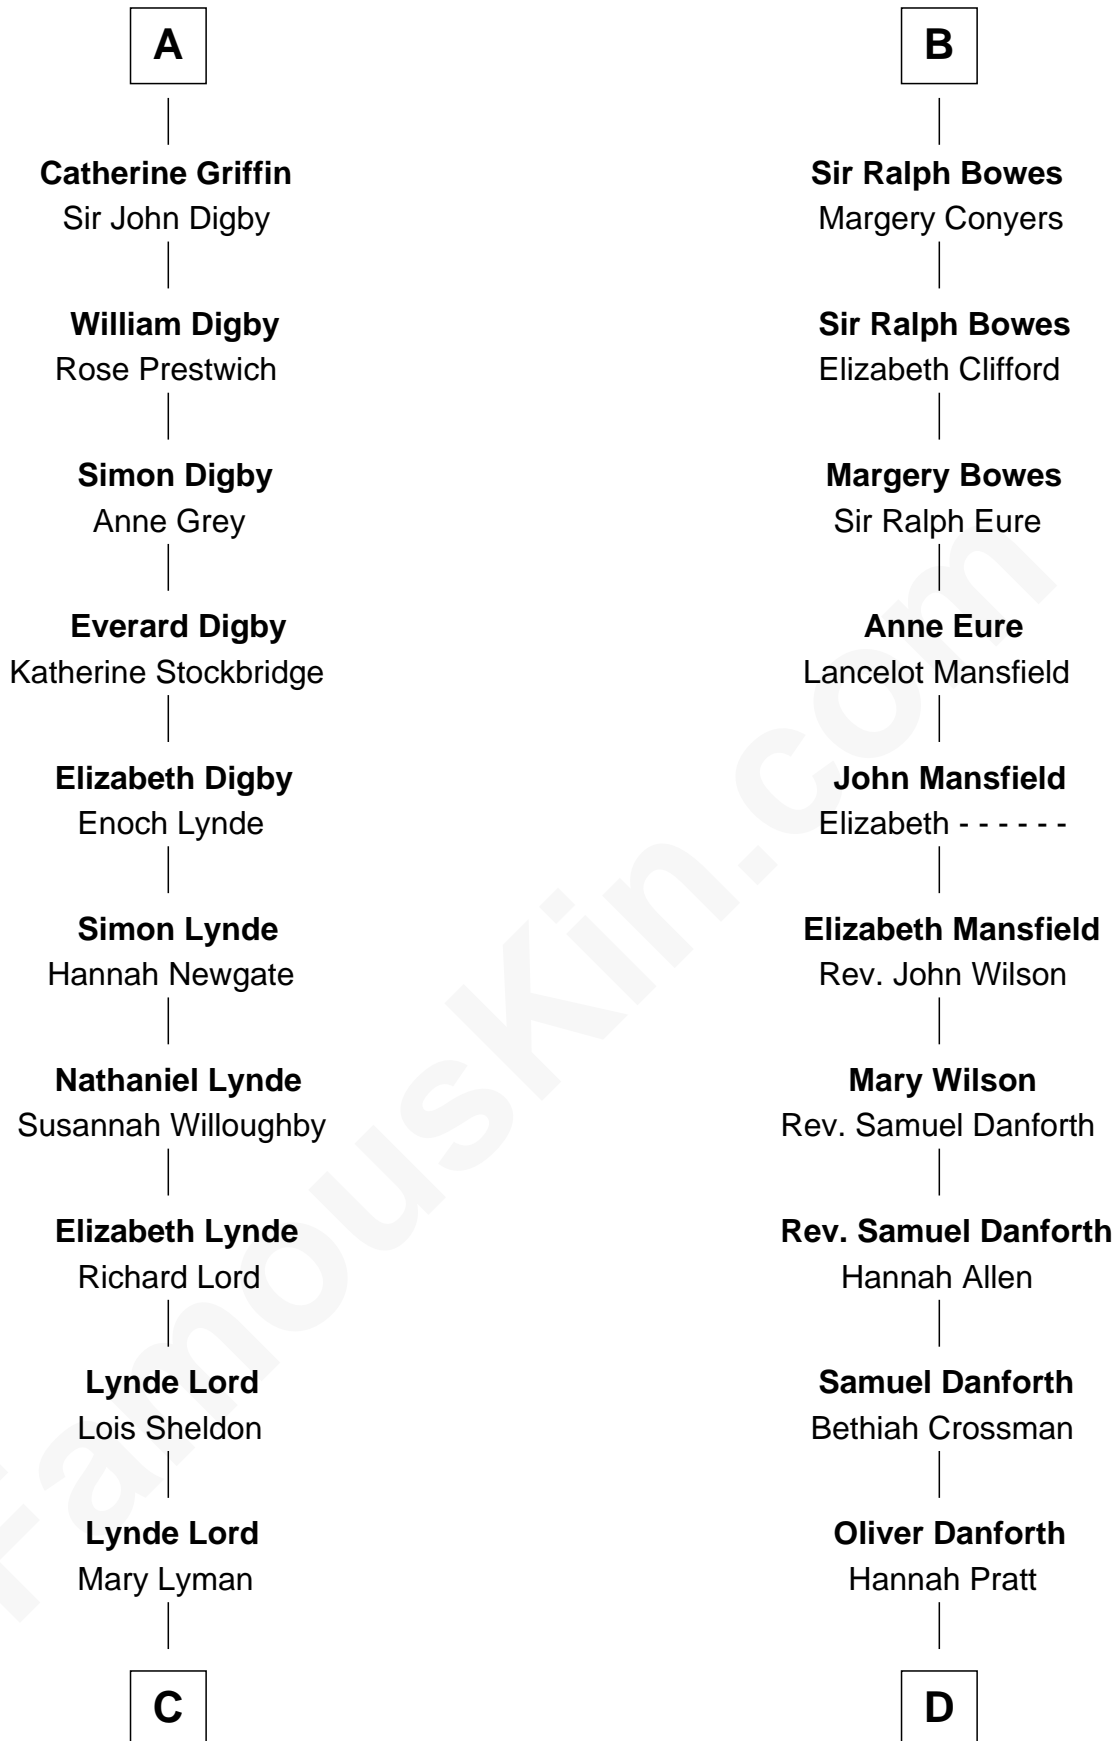 A
Catherine Griffin
Sir John Digby
William Digby
Rose Prestwich
Simon Digby
Anne Grey
Everard Digby
Katherine Stockbridge
Elizabeth Digby
Enoch Lynde
Simon Lynde
Hannah Newgate
Nathaniel Lynde
Susannah Willoughby
Elizabeth Lynde
Richard Lord
Lynde Lord
Lois Sheldon
Lynde Lord
Mary Lyman
C
B
Sir Ralph Bowes
Margery Conyers
Sir Ralph Bowes
Elizabeth Clifford
Margery Bowes
Sir Ralph Eure
Anne Eure
Lancelot Mansfield
John Mansfield
Elizabeth - - - - - -
Elizabeth Mansfield
Rev. John Wilson
Mary Wilson
Rev. Samuel Danforth
Rev. Samuel Danforth
Hannah Allen
Samuel Danforth
Bethiah Crossman
Oliver Danforth
Hannah Pratt
D
FamousKin.com